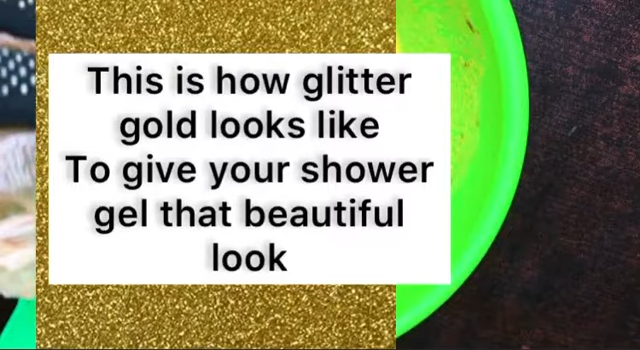 This is how glitter
gold looks like
To give your shower
gel that beautiful
look